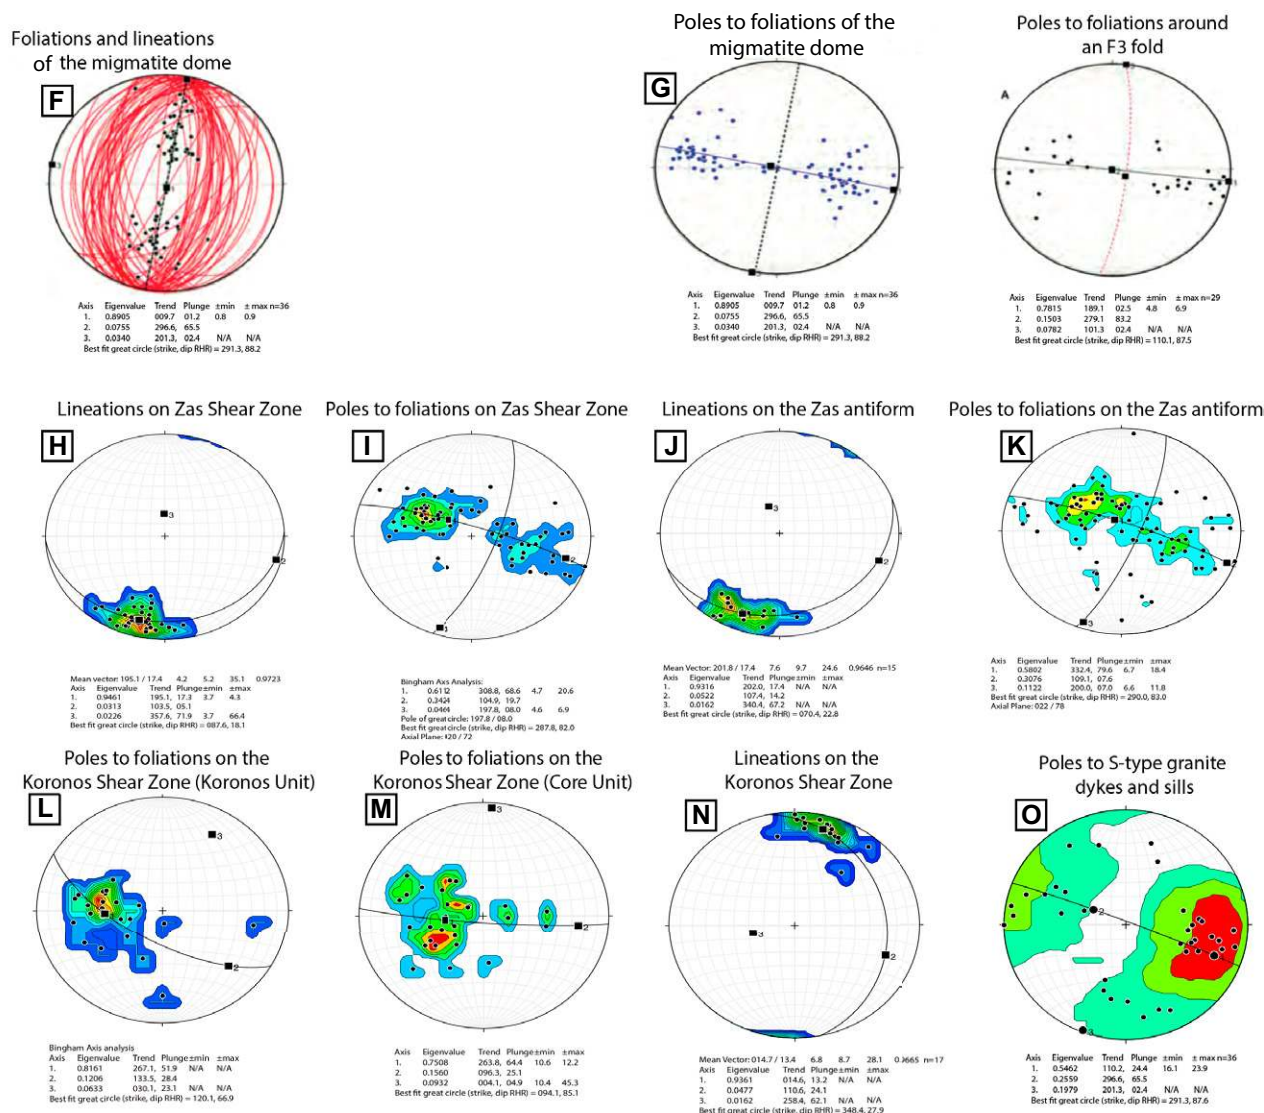 Foliations and lineations
of the migmatite dome
F
3
1
Axis Eigenvalue Trend Plunge ±min ± max n=36
1. 0.8905 009.7 01.2 0.8 0.9
2. 0.0755 296.6, 65.5
3. 0.0340 201.3, 02.4 N/A N/A
Best fit great circle (strike, dip RHR) = 291.3, 88.2
Poles to foliations of the
migmatite dome
G
Axis Eigenvalue Trend Plunge ±min ± max n=36
1. 0.8905 009.7 01.2 0.8 0.9
2. 0.0755 296.6, 65.5
3. 0.0340 201.3, 02.4 N/A N/A
Best fit great circle (strike, dip RHR) = 291.3, 88.2
Poles to foliations around
an F3 fold
A
Axis Eigenvalue Trend Plunge ±min ± max n=29
1. 0.7815 189.1 02.5 4.8 6.9
2. 0.1503 279.1 83.2
3. 0.0782 101.3 02.4 N/A N/A
Best fit great circle (strike, dip RHR) = 110.1, 87.5
Lineations on Zas Shear Zone
H
3
2
Mean vector: 195.1 / 17.4 4.2 5.2 35.1 0.9723
Axis Eigenvalue Trend Plunge±min ±max
1. 0.9461 195.1, 17.3 3.7 4.3
2. 0.0313 103.5, 05.1
3. 0.0226 357.6, 71.9 3.7 66.4
Best fit great circle (strike, dip RHR) = 087.6, 18.1
Poles to foliations on Zas Shear Zone
I
2
Bingham Axs Analysis:
1. 0.6112 308.8, 68.6 4.7 20.6
2. 0.3424 104.9, 19.7
3. 0.0464 197.8, 08.0 4.6 6.9
Pole of great circle: 197.8 / 08.0
Best fit great circle (strike, dip RHR) = 287.8, 82.0
Axial Plane: 020 / 72
Lineations on the Zas antiform
J
3
2
Mean Vector: 201.8 / 17.4 7.6 9.7 24.6 0.9646 n=15
Axis Eigenvalue Trend Plunge±min ±max
1. 0.9316 202.0, 17.4 N/A N/A
2. 0.0522 107.4, 14.2
3. 0.0162 340.4, 67.2 N/A N/A
Best fit great circle (strike, dip RHR) = 070.4, 22.8
Poles to foliations on the Zas antiform
K
2
3
Axis Eigenvalue Trend Plunge±min ±max
1. 0.5802 332.4, 79.6 6.7 18.4
2. 0.3076 109.1, 07.6
3. 0.1122 200.0, 07.0 6.6 11.8
Best fit great circle (strike, dip RHR) = 290.0, 83.0
Axial Plane: 022 / 78
Poles to foliations on the
Koronos Shear Zone (Koronos Unit)
L
3
2
Bingham Axis analysis
Axis Eigenvalue Trend Plunge±min ±max
1. 0.8161 267.1, 51.9 N/A N/A
2. 0.1206 133.5, 28.4
3. 0.0633 030.1, 23.1 N/A N/A
Best fit great circle (strike, dip RHR) = 120.1, 66.9
Poles to foliations on the
Koronos Shear Zone (Core Unit)
M
3
2
Axis Eigenvalue Trend Plunge±min ±max
1. 0.7508 263.8, 64.4 10.6 12.2
2. 0.1560 096.3, 25.1
3. 0.0932 004.1, 04.9 10.4 45.3
Best fit great circle (strike, dip RHR) = 094.1, 85.1
Lineations on the
Koronos Shear Zone
N
3
2
Mean Vector: 014.7 / 13.4 6.8 8.7 28.1 n=17
Axis Eigenvalue Trend Plunge±min ±max
1. 0.9361 014.6, 13.2 N/A N/A
2. 0.0477 110.6, 24.1
3. 0.0162 258.4, 62.1 N/A N/A
Best fit great circle (strike, dip RHR) = 348.4, 27.9
Poles to S-type granite
dykes and sills
O
2
3
Axis Eigenvalue Trend Plunge ±min ± max n=36
1. 0.5462 110.2, 24.4 16.1 23.9
2. 0.2559 296.6, 65.5
3. 0.1979 201.3, 02.4 N/A N/A
Best fit great circle (strike, dip RHR) = 291.3, 87.6